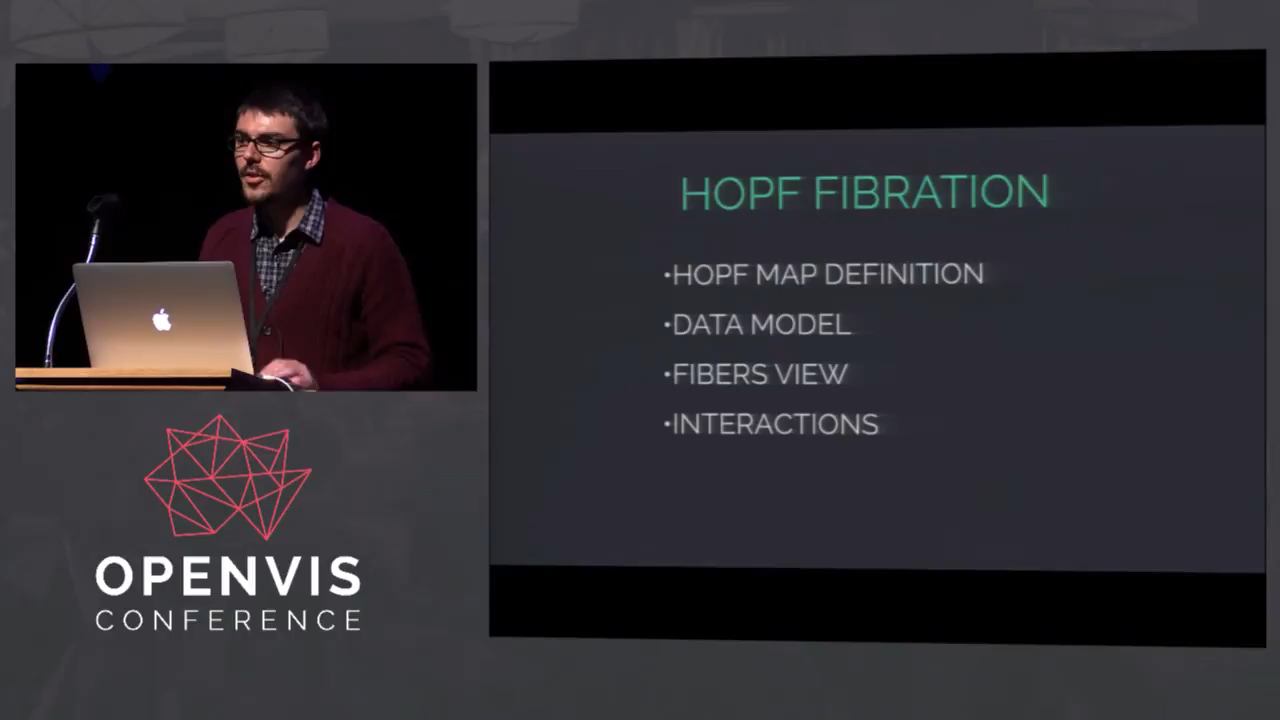 HOPF FIBRATION
•HOPF MAP DEFINITION
•DATA MODEL
•FIBERS VIEW
•INTERACTIONS
OPENVIS
CONFERENCE